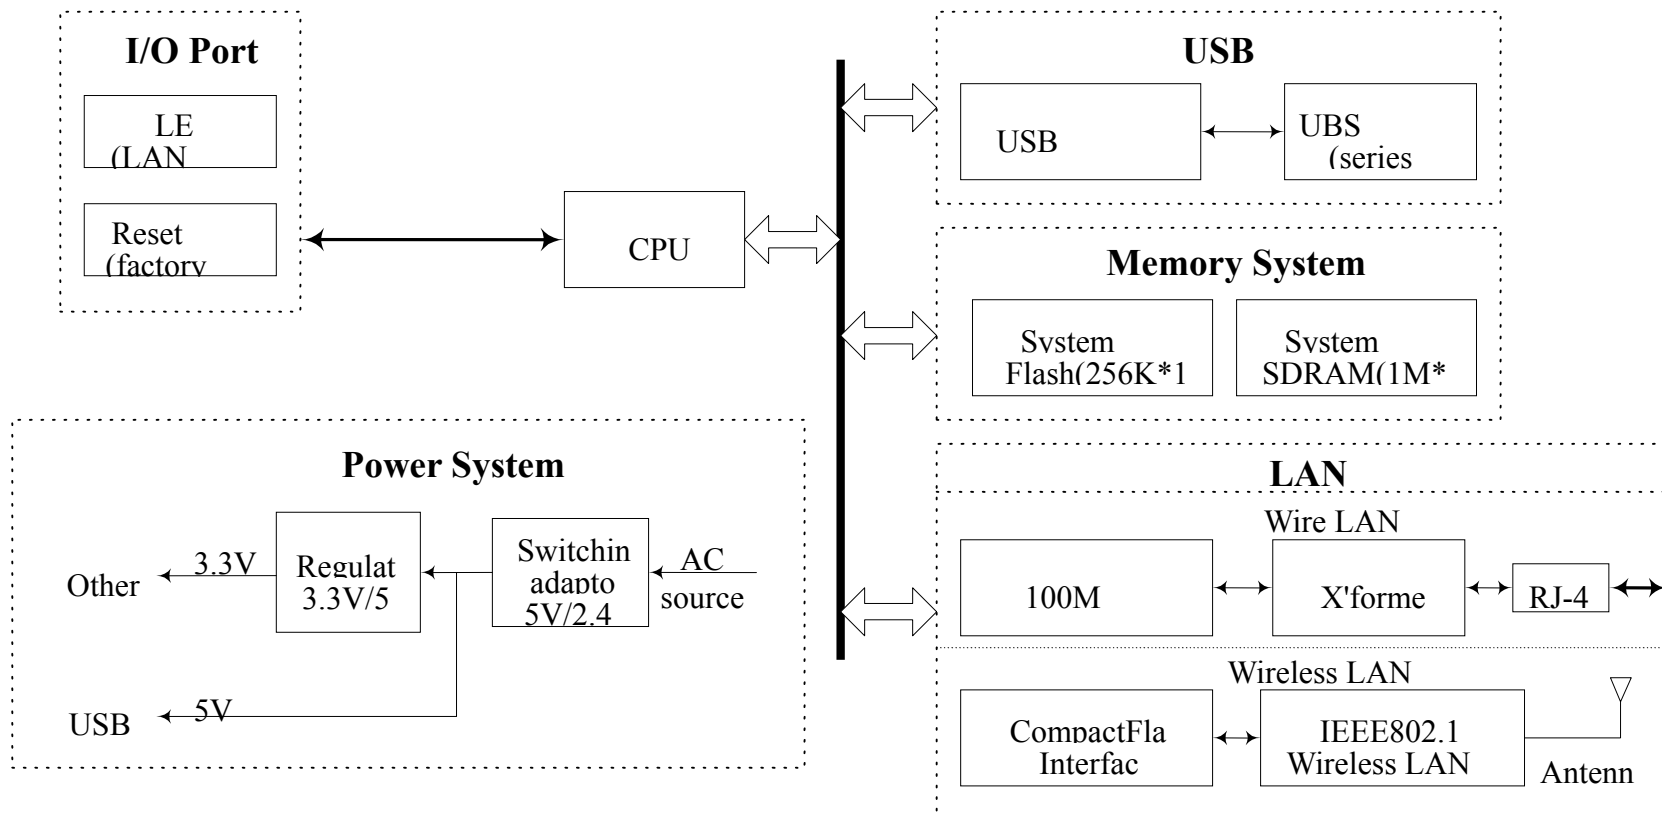 I/O Port
LE
(LAN
Reset
(factory
CPU
USB
USB
UBS
(series
Memory System
System
Flash(256K*1
System
SDRAM(1M*
Power System
Other
3.3V
Regulat
3.3V/5
Switchin
adapto
5V/2.4
AC
source
USB
5V
LAN
Wire LAN
100M
X'forme
RJ-4
Wireless LAN
CompactFla
Interfac
IEEE802.1
Wireless LAN
Antenn